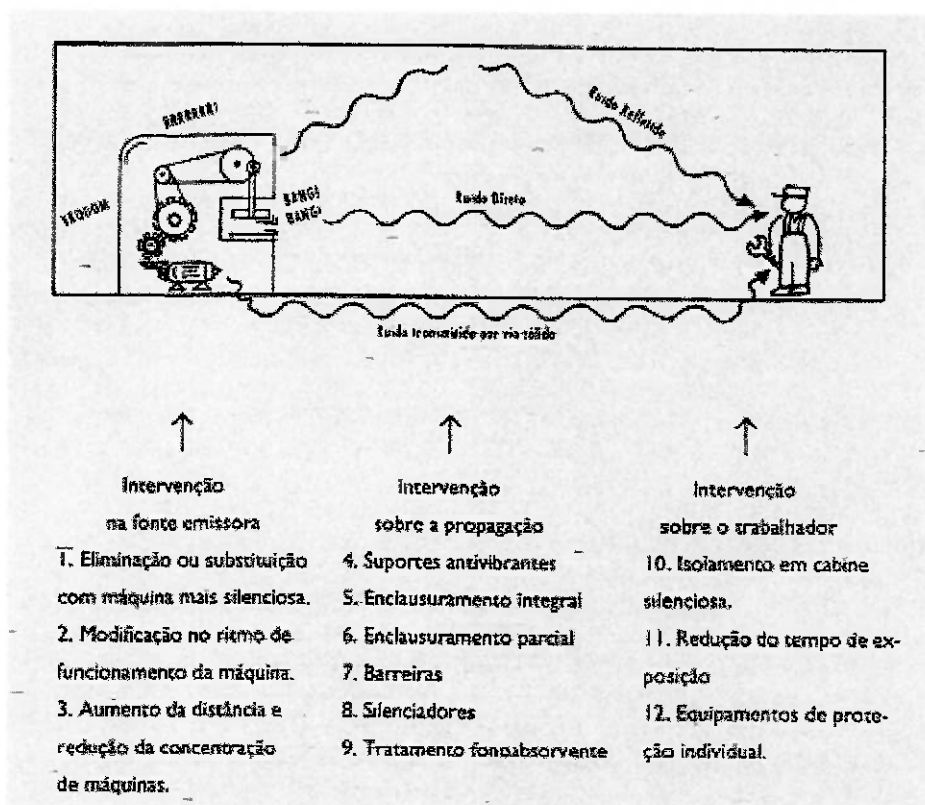 RRRRRRR!
BANG!
BANG!
Ruído Refletido
Ruído Direto
Ruído transmitido por via sólida
Intervenção
na fonte emissora
1. Eliminação ou substituição
com máquina mais silenciosa.
2. Modificação no ritmo de
funcionamento da máquina.
3. Aumento da distância e
redução da concentração
de máquinas.
Intervenção
sobre a propagação
4. Suportes antivibrantes
5. Enclausuramento integral
6. Enclausuramento parcial
7. Barreiras
8. Silenciadores
9. Tratamento fonoabsorvente
Intervenção
sobre o trabalhador
10. Isolamento em cabine
silenciosa.
11. Redução do tempo de ex-
posição
12. Equipamentos de prote-
ção individual.